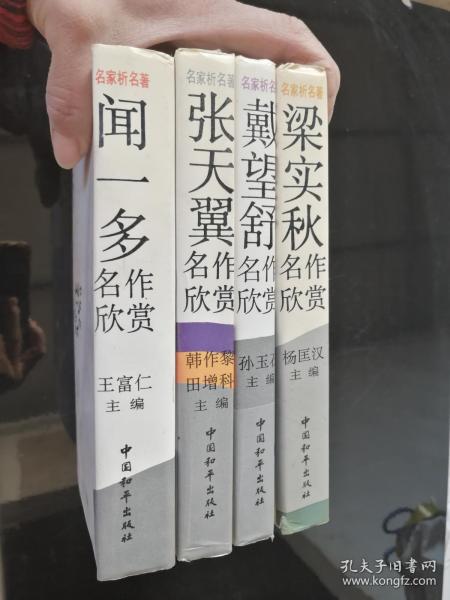 名家析名著
闻一多
名作
欣赏
王富仁
主编
中国和平出版社
名家析名著
张天翼
名作
欣赏
韩作黎
田增科
主编
中国和平出版社
名家析名
戴望舒
名作
欣赏
孙玉石
主编
中国和平出版社
名家析名著
梁实秋
名作
欣赏
杨匡汉
主编
中国和平出版社
孔夫子旧书网
www.kongfz.com